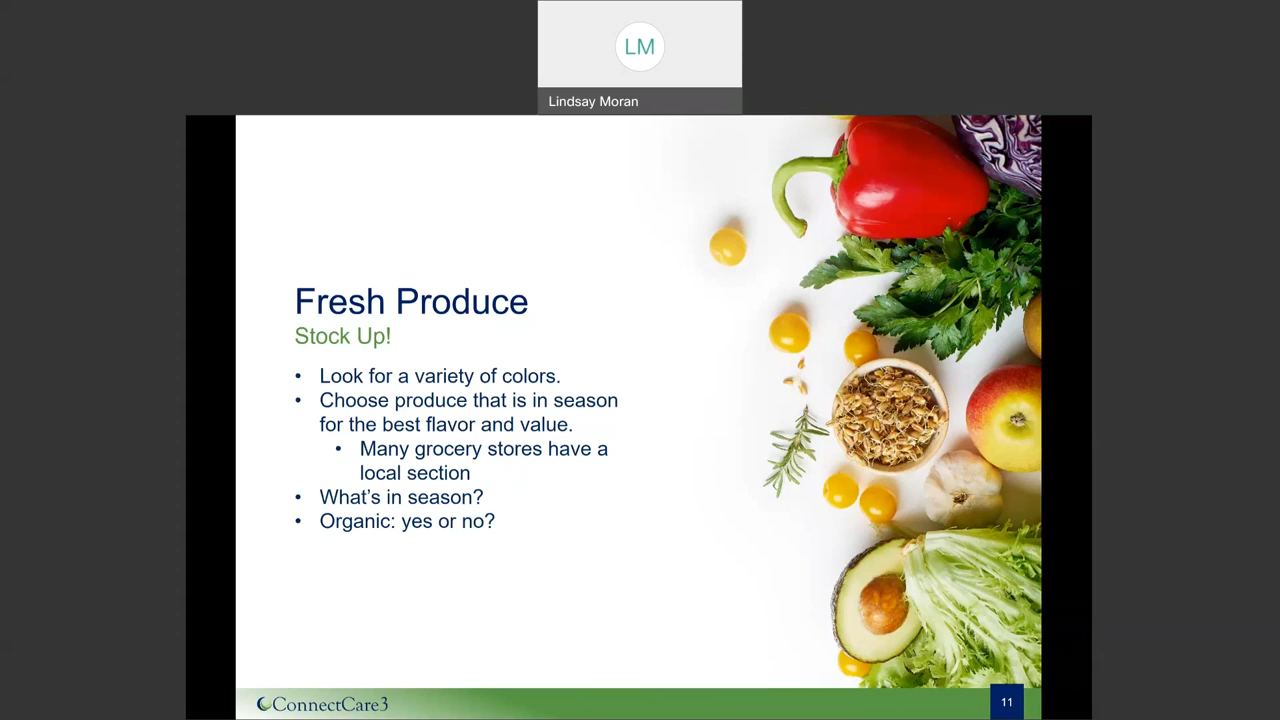 LM
Lindsay Moran
Fresh Produce
Stock Up!
• Look for a variety of colors.
• Choose produce that is in season
for the best flavor and value.
• Many grocery stores have a
local section
• What's in season?
• Organic: yes or no?
ConnectCare3
11